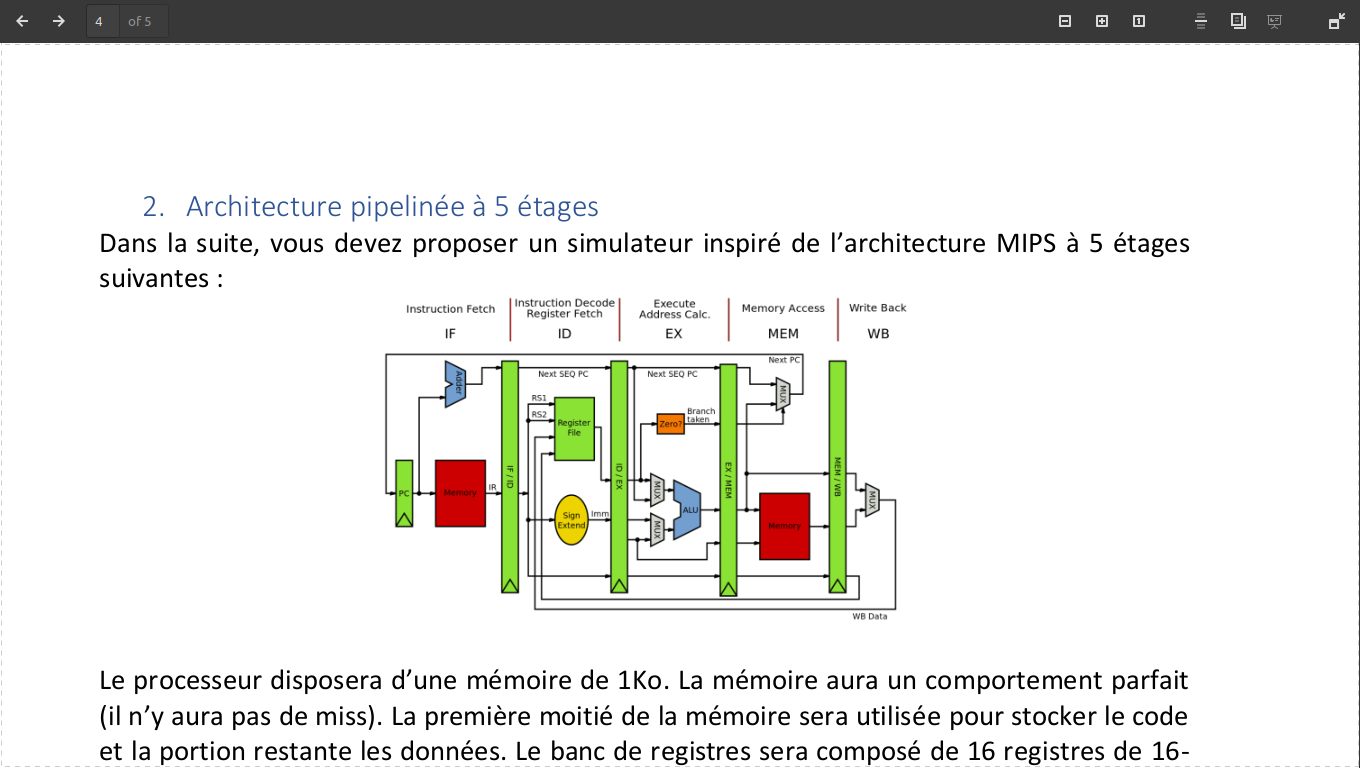 4 of 5
2. Architecture pipelinée à 5 étages
Dans la suite, vous devez proposer un simulateur inspiré de l’architecture MIPS à 5 étages
suivantes :
Instruction Fetch
IF
Instruction Decode
Register Fetch
ID
Execute
Address Calc.
EX
Memory Access
MEM
Write Back
WB
Next PC
Adder
Next SEQ PC
Next SEQ PC
MUX
RS1
RS2
Register
File
Branch
taken
Zero?
IF / ID
ID / EX
EX / MEM
MEM / WB
PC
Memory
IR
MUX
ALU
MUX
Sign
Extend
Imm
MUX
Memory
WB Data
Le processeur disposera d’une mémoire de 1Ko. La mémoire aura un comportement parfait
(il n’y aura pas de miss). La première moitié de la mémoire sera utilisée pour stocker le code
et la portion restante les données. Le banc de registres sera composé de 16 registres de 16-